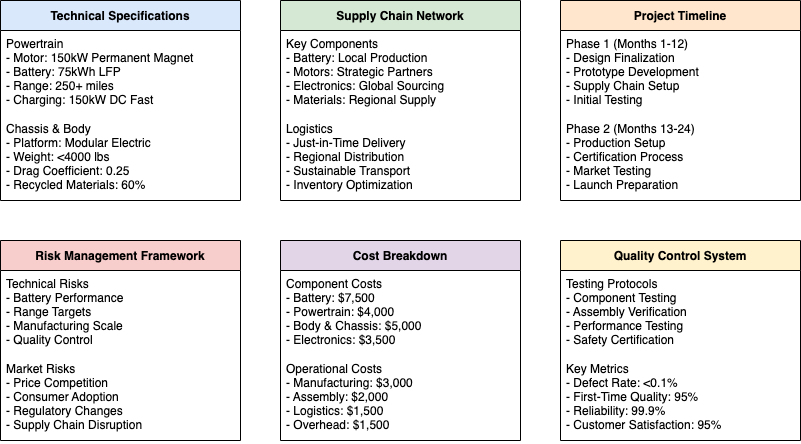 Technical Specifications
Powertrain
- Motor: 150kW Permanent Magnet
- Battery: 75kWh LFP
- Range: 250+ miles
- Charging: 150kW DC Fast
Chassis & Body
- Platform: Modular Electric
- Weight: <4000 lbs
- Drag Coefficient: 0.25
- Recycled Materials: 60%
Supply Chain Network
Key Components
- Battery: Local Production
- Motors: Strategic Partners
- Electronics: Global Sourcing
- Materials: Regional Supply
Logistics
- Just-in-Time Delivery
- Regional Distribution
- Sustainable Transport
- Inventory Optimization
Project Timeline
Phase 1 (Months 1-12)
- Design Finalization
- Prototype Development
- Supply Chain Setup
- Initial Testing
Phase 2 (Months 13-24)
- Production Setup
- Certification Process
- Market Testing
- Launch Preparation
Risk Management Framework
Technical Risks
- Battery Performance
- Range Targets
- Manufacturing Scale
- Quality Control
Market Risks
- Price Competition
- Consumer Adoption
- Regulatory Changes
- Supply Chain Disruption
Cost Breakdown
Component Costs
- Battery: $7,500
- Powertrain: $4,000
- Body & Chassis: $5,000
- Electronics: $3,500
Operational Costs
- Manufacturing: $3,000
- Assembly: $2,000
- Logistics: $1,500
- Overhead: $1,500
Quality Control System
Testing Protocols
- Component Testing
- Assembly Verification
- Performance Testing
- Safety Certification
Key Metrics
- Defect Rate: <0.1%
- First-Time Quality: 95%
- Reliability: 99.9%
- Customer Satisfaction: 95%